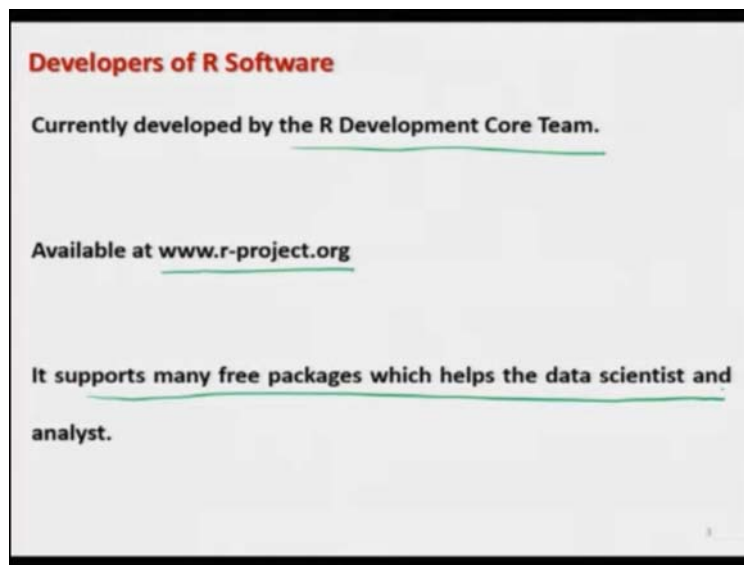 Developers of R Software
Currently developed by the R Development Core Team.
Available at www.r-project.org
It supports many free packages which helps the data scientist and
analyst.